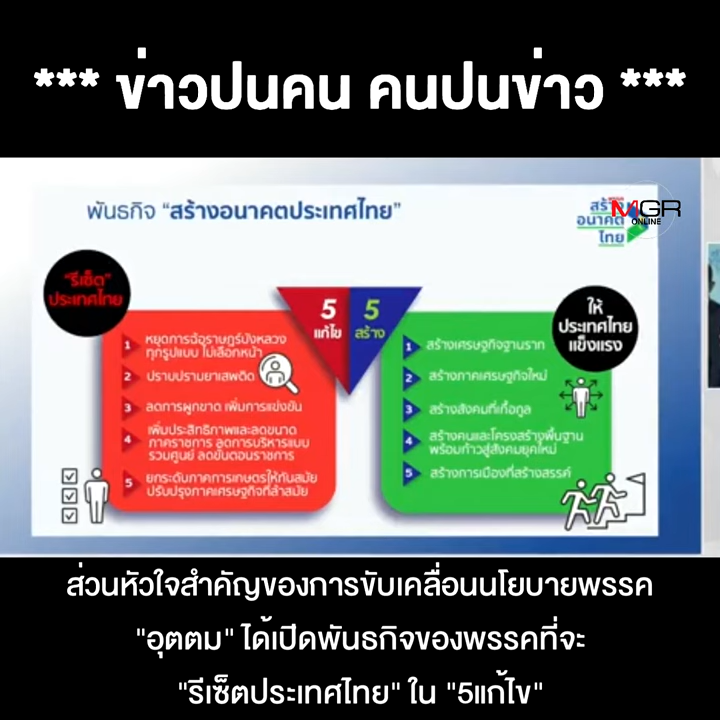 *** ข่าวปนคน คนปนข่าว ***
พันธกิจ “สร้างอนาคตประเทศไทย”
สร้าง
อนาคต
ไทย
MGR
ONLINE
“รีเซ็ต”
ประเทศไทย
5
แก้ไข
5
สร้าง
ให้
ประเทศไทย
แข็งแรง
1 หยุดการฉ้อราษฎร์บังหลวง
ทุกรูปแบบ ไม่เลือกหน้า
2 ปราบปรามยาเสพติด
3 ลดการผูกขาด เพิ่มการแข่งขัน
4 เพิ่มประสิทธิภาพและลดขนาด
ภาคราชการ ลดการบริหารแบบ
รวมศูนย์ ลดขั้นตอนราชการ
5 ยกระดับภาคการเกษตรให้ทันสมัย
ปรับปรุงภาคเศรษฐกิจที่ล้าสมัย
1 สร้างเศรษฐกิจฐานราก
2 สร้างภาคเศรษฐกิจใหม่
3 สร้างสังคมที่เกื้อกูล
4 สร้างคนและโครงสร้างพื้นฐาน
พร้อมก้าวสู่สังคมยุคใหม่
5 สร้างการเมืองที่สร้างสรรค์
ส่วนหัวใจสำคัญของการขับเคลื่อนนโยบายพรรค
"อุตตม" ได้เปิดพันธกิจของพรรคที่จะ
"รีเซ็ตประเทศไทย" ใน "5แก้ไข"